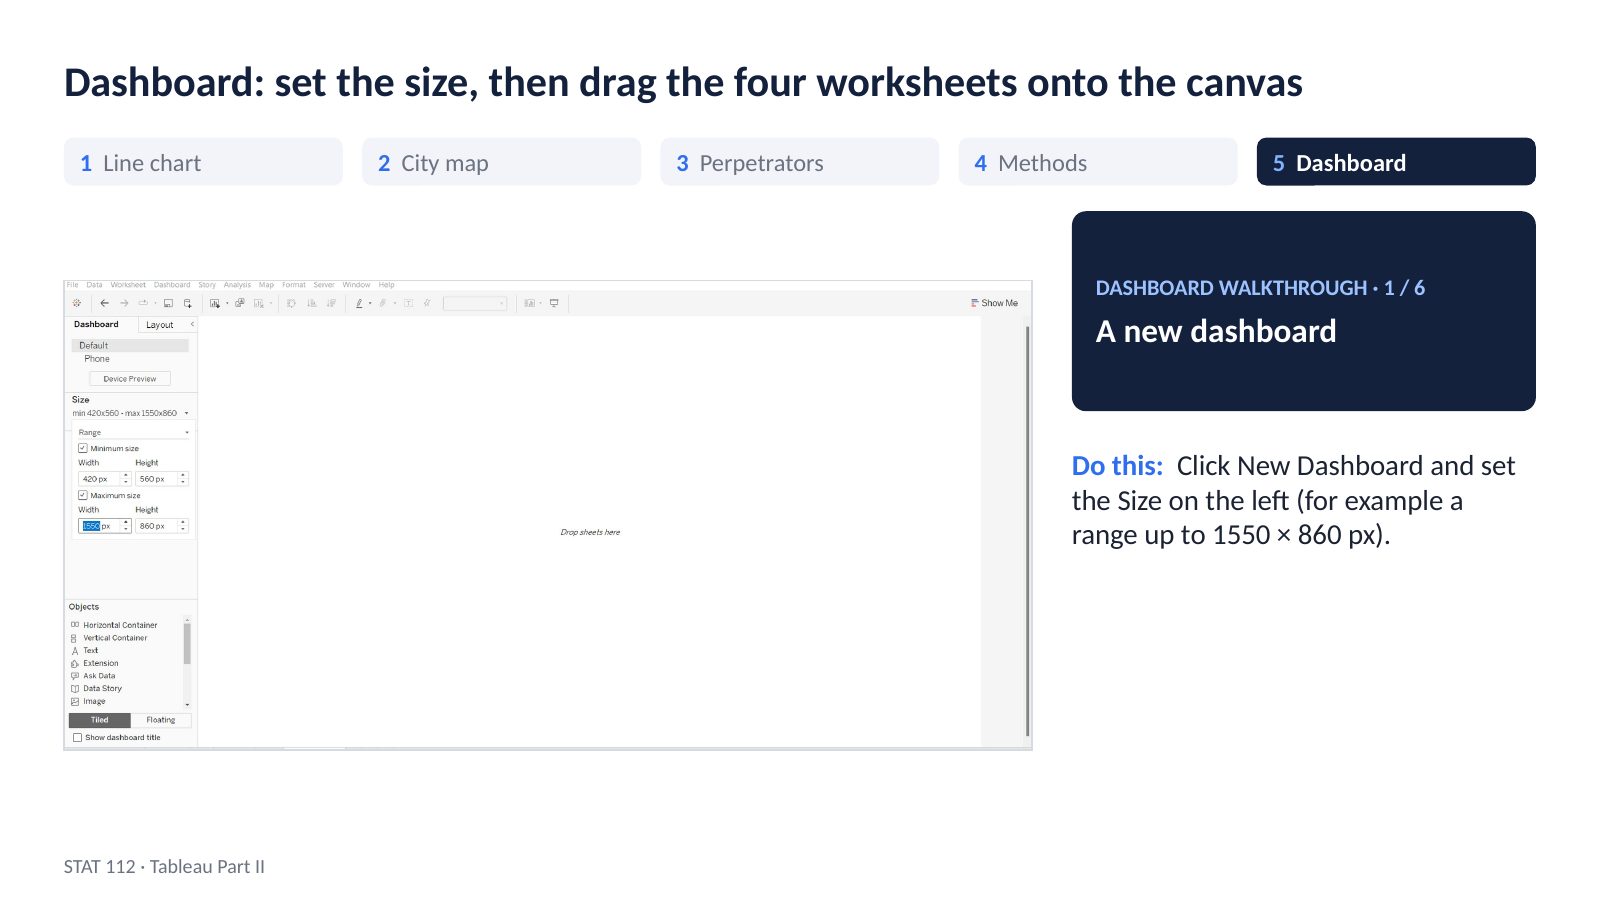 Dashboard: set the size, then drag the four worksheets onto the canvas
1 Line chart
2 City map
3 Perpetrators
4 Methods
5 Dashboard
File Data Worksheet Dashboard Story Analysis Map Format Server Window Help
Show Me
Dashboard Layout
Default
Phone
Device Preview
Size
min 420x560 - max 1550x860
Range
Minimum size
Width Height
420 px 560 px
Maximum size
Width Height
1550 px 860 px
Drop sheets here
Objects
Horizontal Container
Vertical Container
Text
Extension
Ask Data
Data Story
Image
Tiled Floating
Show dashboard title
DASHBOARD WALKTHROUGH · 1 / 6
A new dashboard
Do this: Click New Dashboard and set
the Size on the left (for example a
range up to 1550 × 860 px).
STAT 112 · Tableau Part II